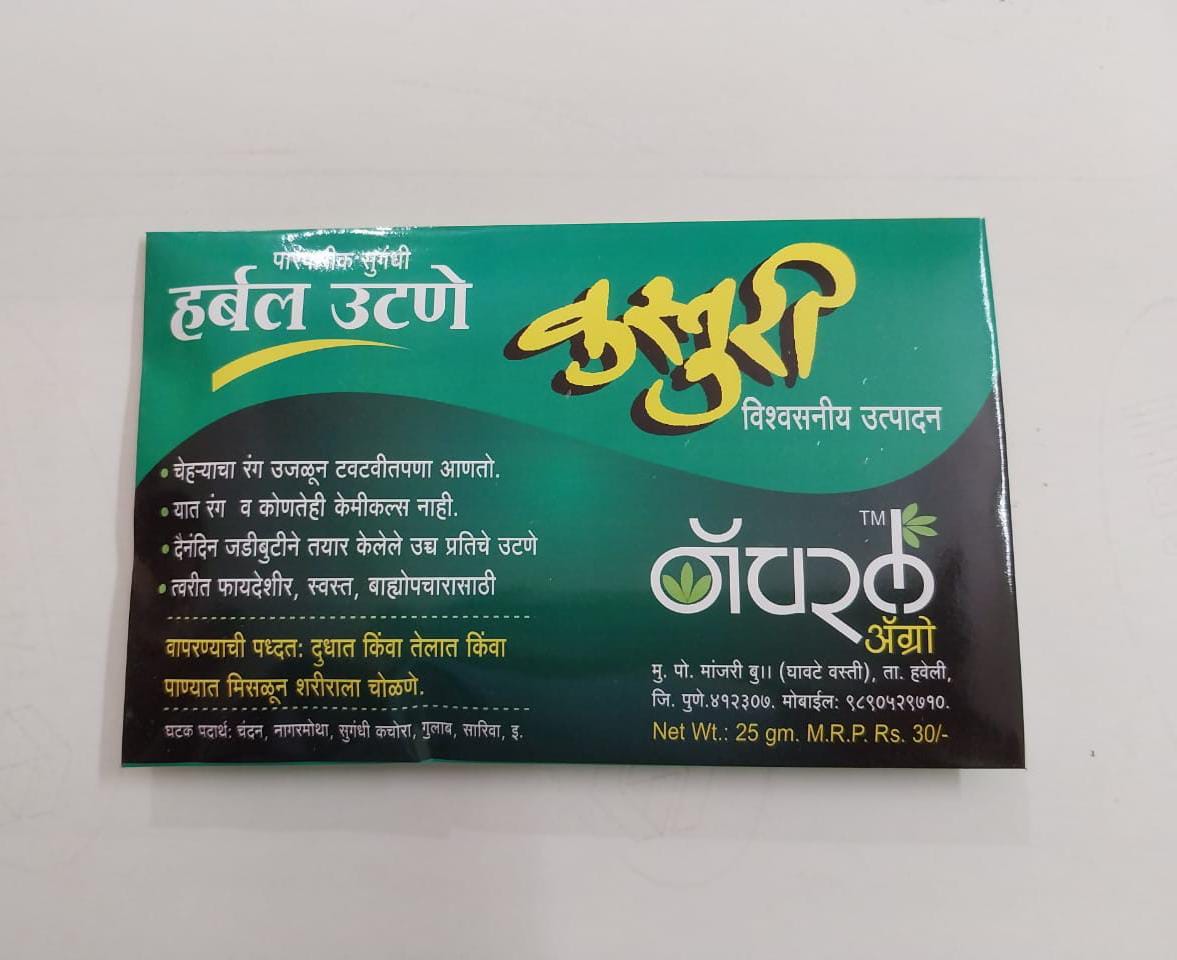 पारंपारीक सुगंधी
हर्बल उटणे
कस्तुरी
विश्वसनीय उत्पादन
• चेहऱ्याचा रंग उजळून टवटवीतपणा आणतो.
• यात रंग व कोणतेही केमीकल्स नाही.
• दैनंदिन जडीबुटीने तयार केलेले उच्च प्रतिचे उटणे
• त्वरीत फायदेशीर, स्वस्त, बाह्योपचारासाठी
वापरण्याची पध्दत: दुधात किंवा तेलात किंवा
पाण्यात मिसळून शरीराला चोळणे.
घटक पदार्थ: चंदन, नागरमोथा, सुगंधी कचोरा, गुलाब, सारिवा, इ.
TM
नॅचरल
ॲग्रो
मु. पो. मांजरी बु।। (घावटे वस्ती), ता. हवेली,
जि. पुणे.४१२३०७. मोबाईल: ९८९०५२९७१०.
Net Wt.: 25 gm. M.R.P. Rs. 30/-